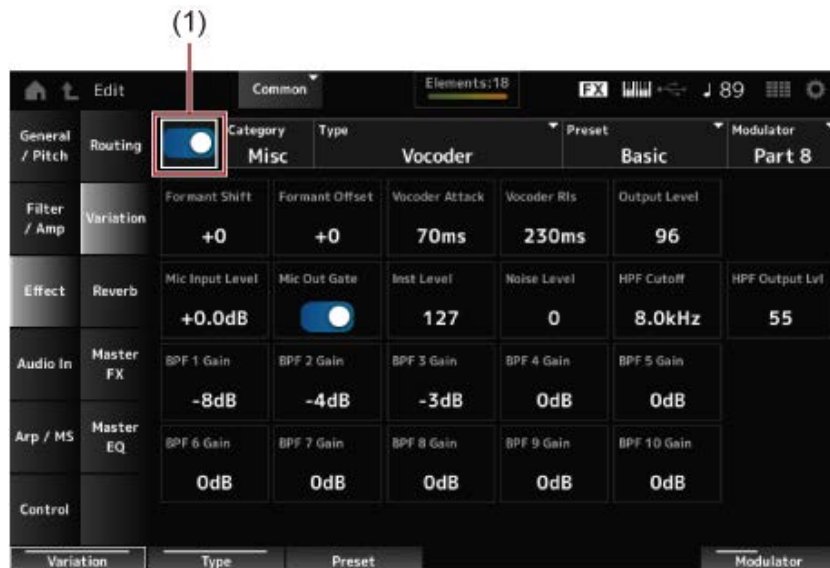 (1)
Edit
Common
Elements:18
FX
89
General / Pitch
Routing
Category
Misc
Type
Vocoder
Preset
Basic
Modulator
Part 8
Filter / Amp
Variation
Formant Shift
+0
Formant Offset
+0
Vocoder Attack
70ms
Vocoder Rls
230ms
Output Level
96
Effect
Reverb
Mic Input Level
+0.0dB
Mic Out Gate
Inst Level
127
Noise Level
0
HPF Cutoff
8.0kHz
HPF Output Lvl
55
Audio In
Master FX
BPF 1 Gain
-8dB
BPF 2 Gain
-4dB
BPF 3 Gain
-3dB
BPF 4 Gain
0dB
BPF 5 Gain
0dB
Arp / MS
Master EQ
BPF 6 Gain
0dB
BPF 7 Gain
0dB
BPF 8 Gain
0dB
BPF 9 Gain
0dB
BPF 10 Gain
0dB
Control
Variation
Type
Preset
Modulator